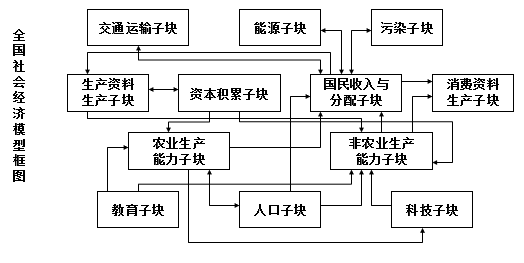 全国社会经济模型框图
交通运输子块
能源子块
污染子块
生产资料
生产子块
资本积累子块
国民收入与
分配子块
消费资料
生产子块
农业生产
能力子块
非农业生产
能力子块
教育子块
人口子块
科技子块